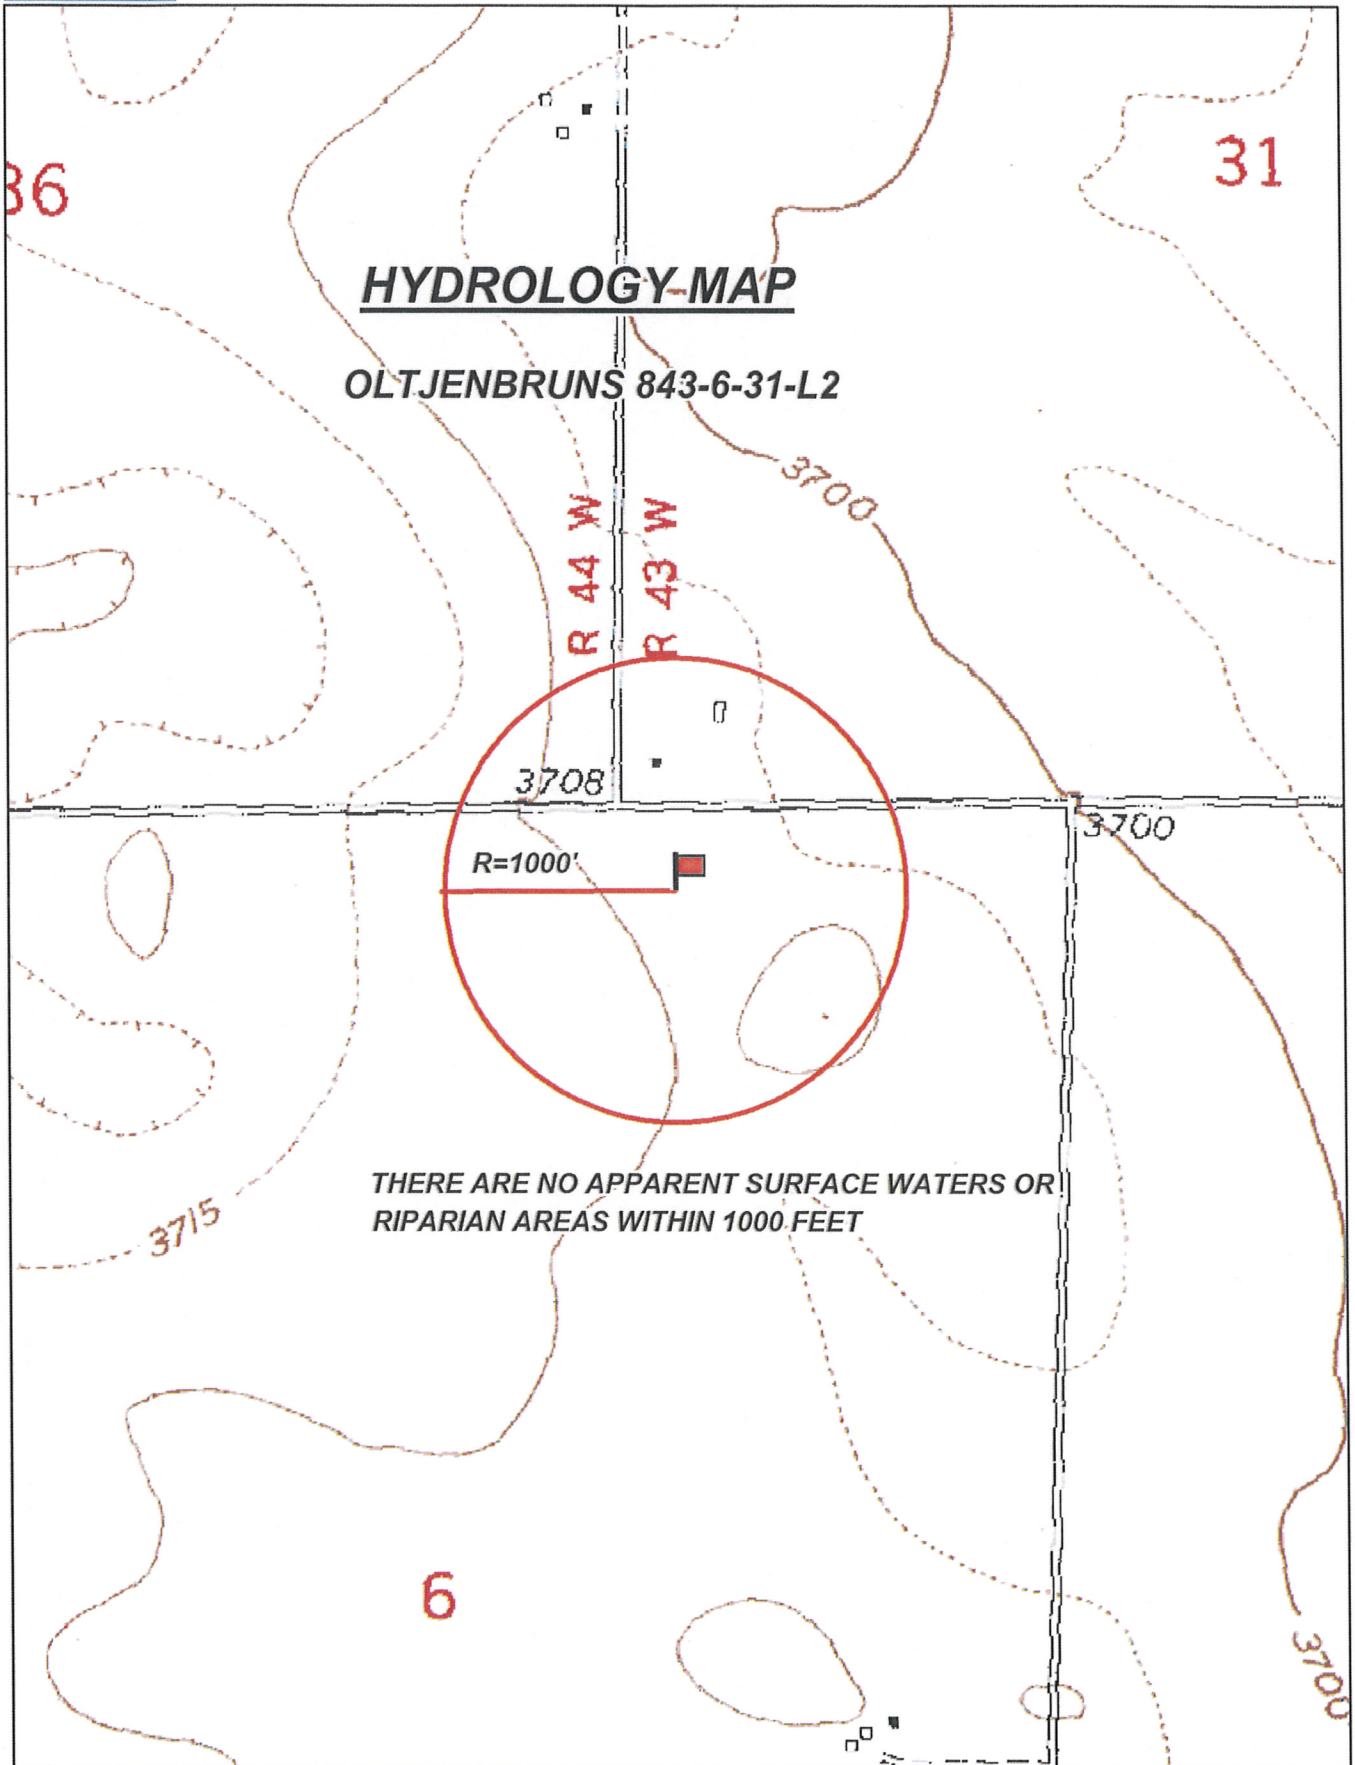 36
31
HYDROLOGY MAP
OLTJENBRUNS 843-6-31-L2
3700
R 44 W
R 43 W
3708
3700
R=1000'
THERE ARE NO APPARENT SURFACE WATERS OR
RIPARIAN AREAS WITHIN 1000 FEET
3715
6
3700